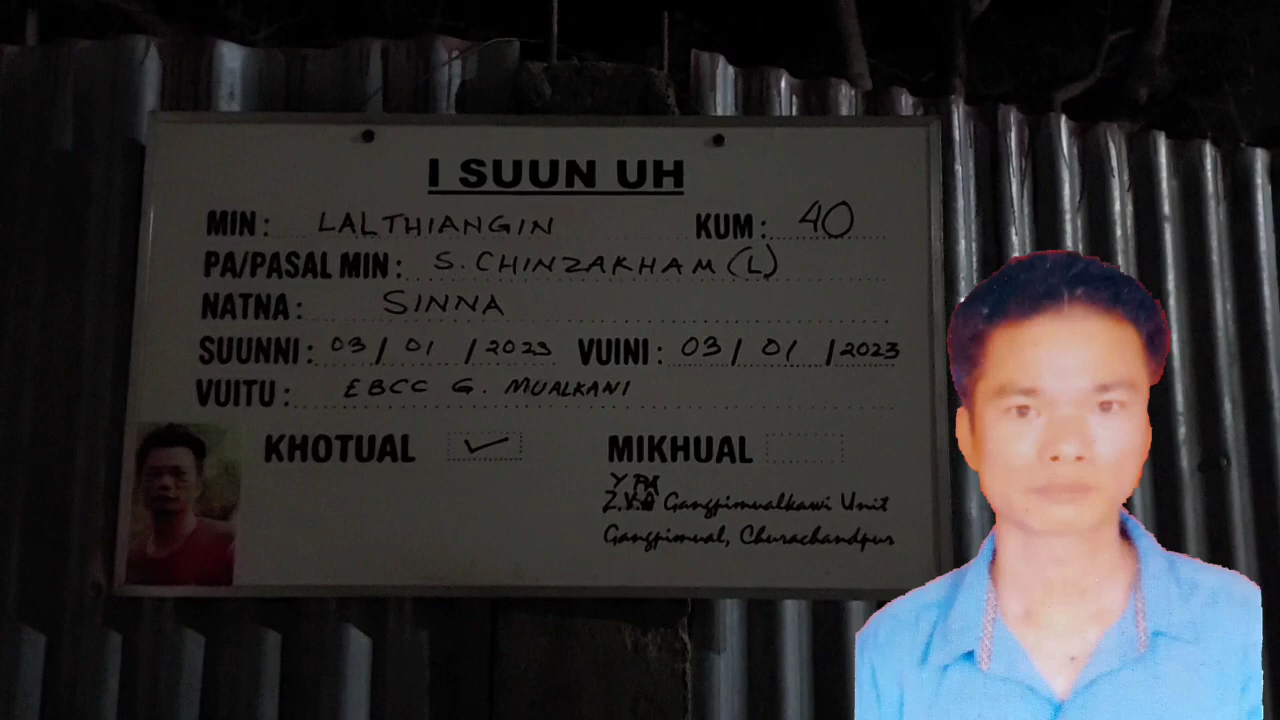 I SUUN UH
MIN : LALTHIANGIN KUM : 40
PA/PASAL MIN : S. CHINZAKHAM (L)
NATNA : SINNA
SUUNNI : 03 / 01 / 2023 VUINI : 03 / 01 / 2023
VUITU : EBCC G. MUALKANI
KHOTUAL ✓ MIKHUAL
YPA
Gangpimualkawi Unit
Gangpimual, Churachandpur